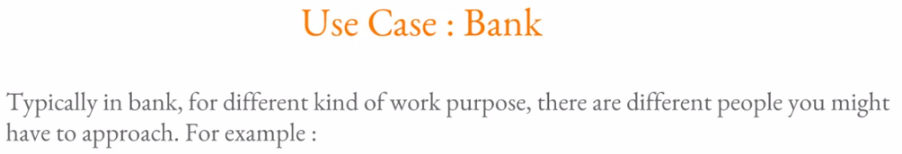 Use Case : Bank
Typically in bank, for different kind of work purpose, there are different people you might
have to approach. For example :